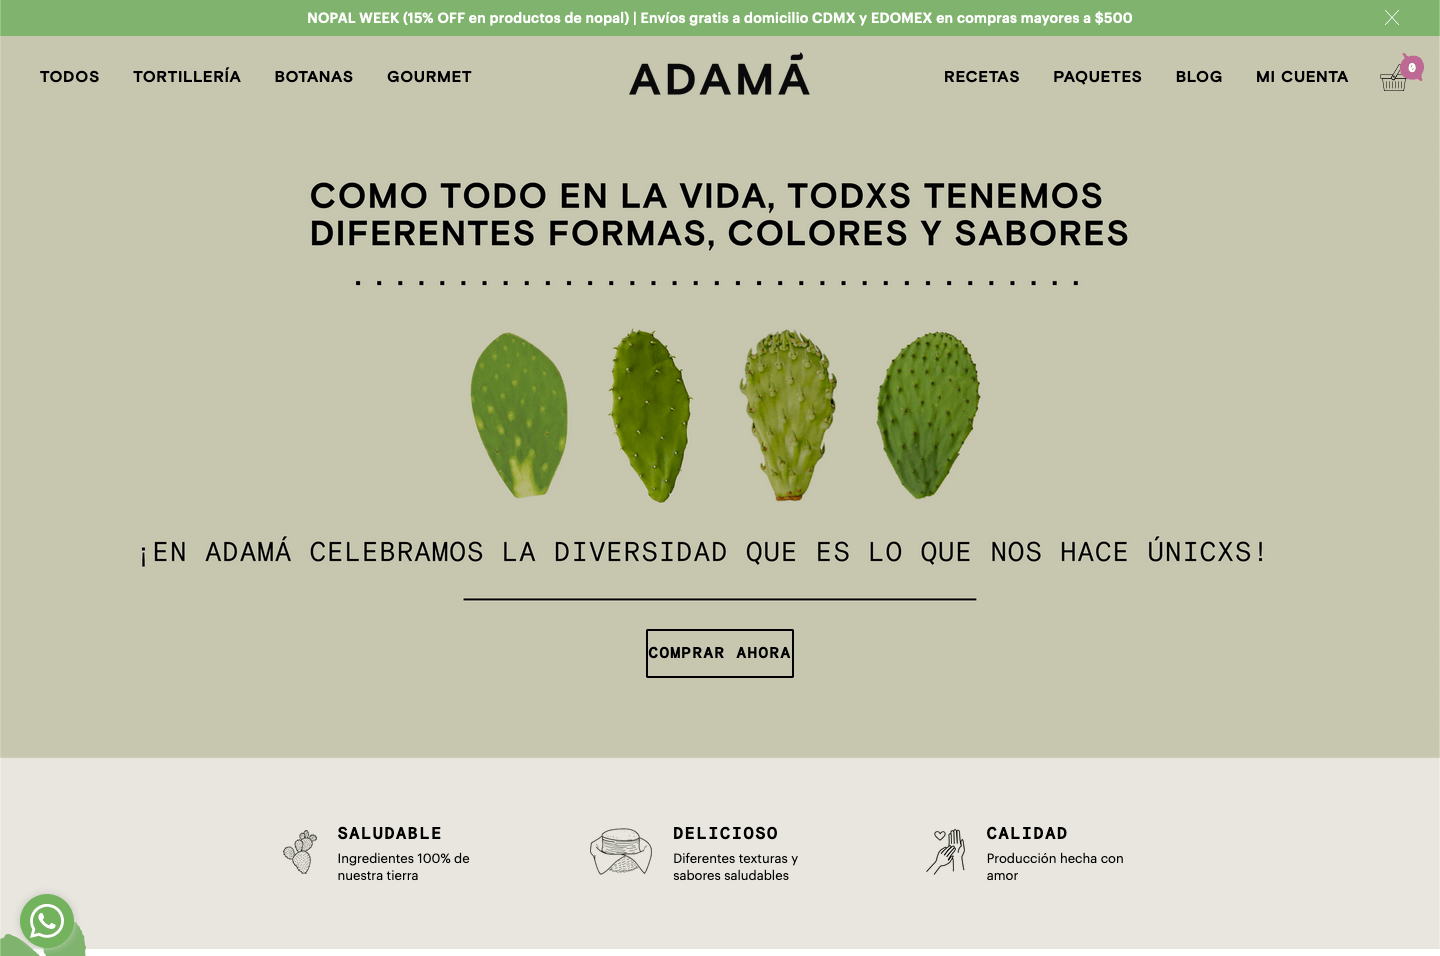 NOPAL WEEK (15% OFF en productos de nopal) | Envíos gratis a domicilio CDMX y EDOMEX en compras mayores a $500
TODOS TORTILLERÍA BOTANAS GOURMET ADAMÁ RECETAS PAQUETES BLOG MI CUENTA 0
COMO TODO EN LA VIDA, TODXS TENEMOS
DIFERENTES FORMAS, COLORES Y SABORES
¡EN ADAMÁ CELEBRAMOS LA DIVERSIDAD QUE ES LO QUE NOS HACE ÚNICXS!
COMPRAR AHORA
SALUDABLE
Ingredientes 100% de
nuestra tierra
DELICIOSO
Diferentes texturas y
sabores saludables
CALIDAD
Producción hecha con
amor